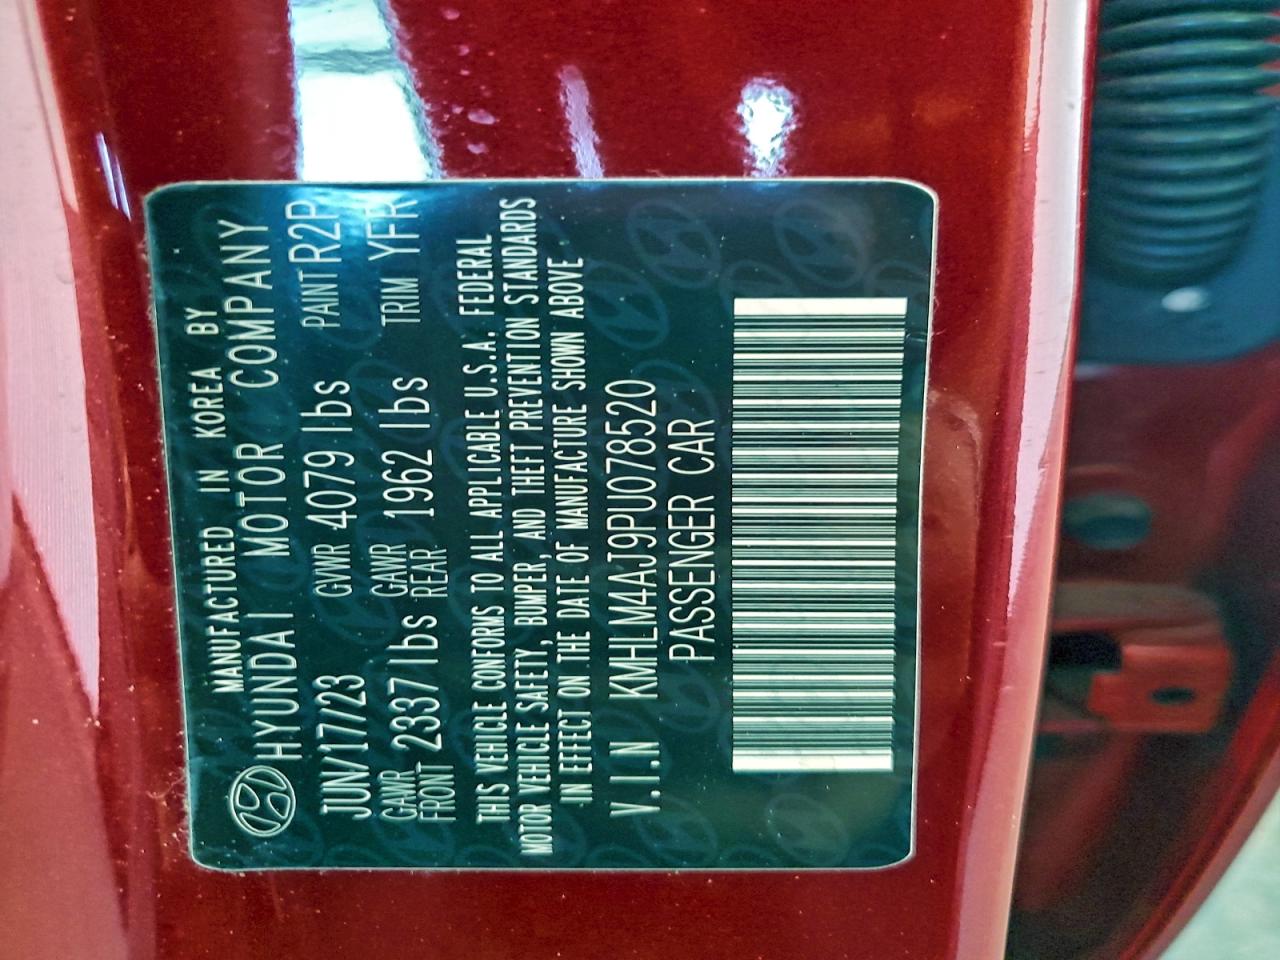 MANUFACTURED IN KOREA BY
HYUNDAI MOTOR COMPANY
JUN/17/23 GVWR 4079 lbs PAINT R2P
GAWR FRONT 2337 lbs GAWR REAR 1962 lbs TRIM YFR
THIS VEHICLE CONFORMS TO ALL APPLICABLE U.S.A. FEDERAL
MOTOR VEHICLE SAFETY, BUMPER, AND THEFT PREVENTION STANDARDS
IN EFFECT ON THE DATE OF MANUFACTURE SHOWN ABOVE
V.I.N KMHLM4AJ9PU078520
PASSENGER CAR